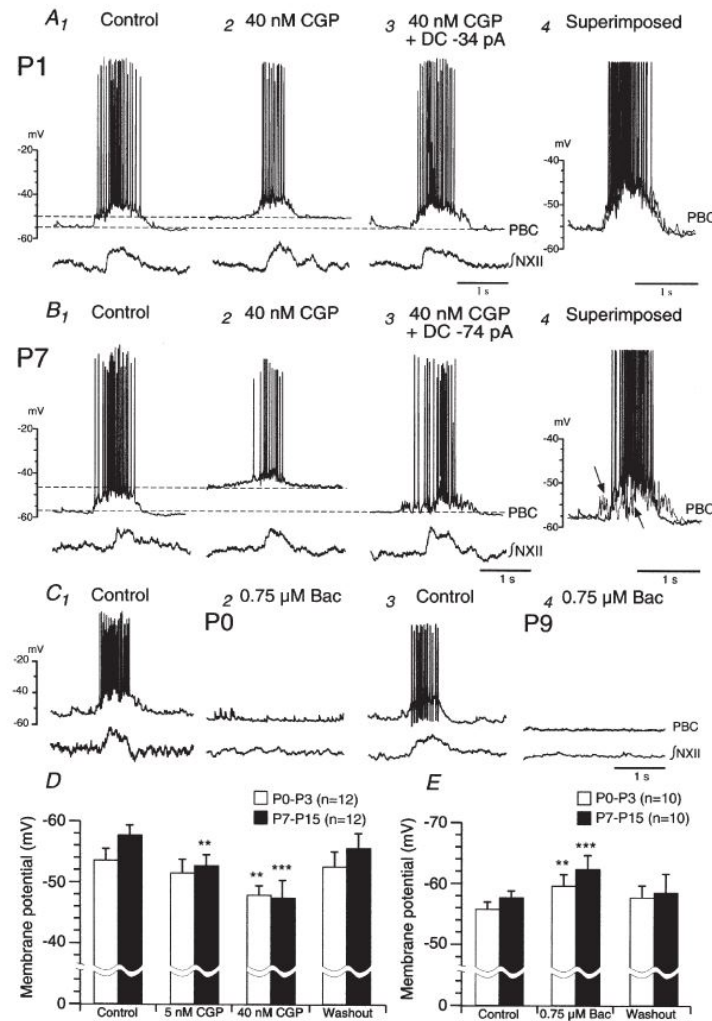 A1 Control 2 40 nM CGP 3 40 nM CGP + DC -34 pA 4 Superimposed
P1
mV
-20
-40
-60
mV
-40
-50
-60
PBC
PBC
∫NXII
1 s
1 s
B1 Control 2 40 nM CGP 3 40 nM CGP + DC -74 pA 4 Superimposed
P7
mV
-20
-40
-60
mV
-40
-50
-60
PBC
PBC
∫NXII
1 s
1 s
C1 Control 2 0.75 µM Bac 3 Control 4 0.75 µM Bac
P0 P9
mV
-20
-40
-60
PBC
∫NXII
1 s
D
P0-P3 (n=12)
P7-P15 (n=12)
Membrane potential (mV)
-60
-50
-40
0
**
**
***
Control 5 nM CGP 40 nM CGP Washout
E
P0-P3 (n=10)
P7-P15 (n=10)
Membrane potential (mV)
-70
-60
-50
0
**
***
Control 0.75 µM Bac Washout